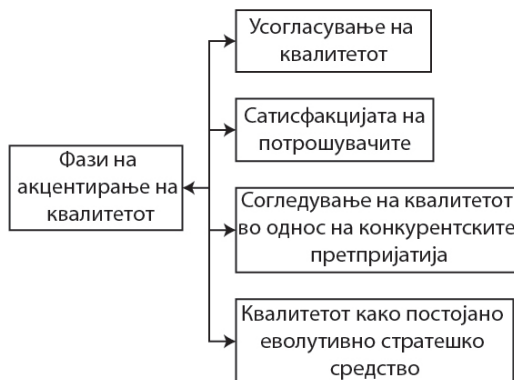 Усогласување на
квалитетот
Сатисфакцијата на
потрошувачите
Фази на
акцентирање на
квалитетот
Согледување на квалитетот
во однос на конкурентските
претпријатија
Квалитетот како постојано
еволутивно стратешко
средство